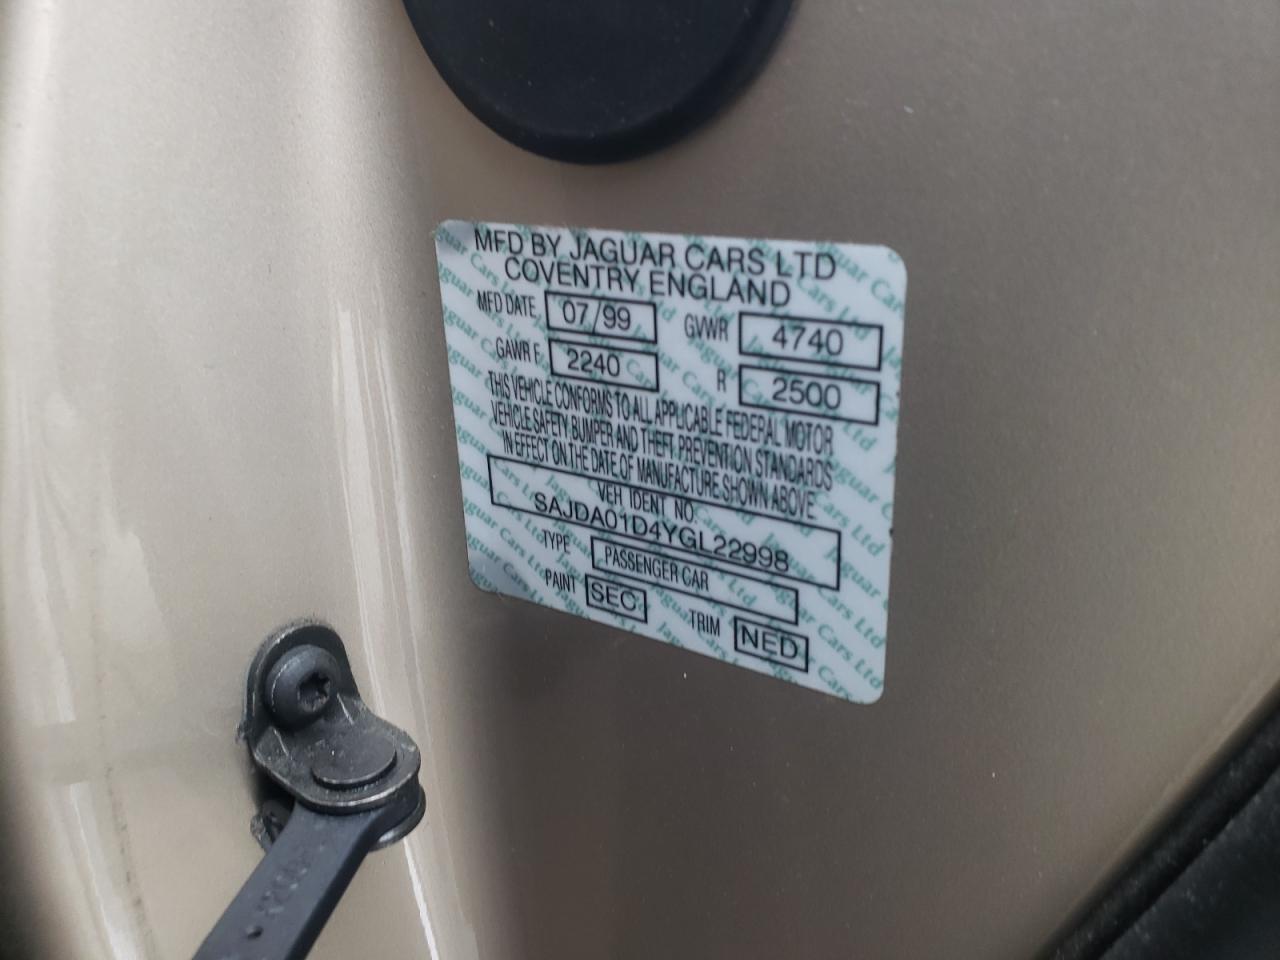 MFD BY JAGUAR CARS LTD
COVENTRY ENGLAND
MFD DATE 07/99 GVWR 4740
GAWR F 2240 R 2500
THIS VEHICLE CONFORMS TO ALL APPLICABLE FEDERAL MOTOR
VEHICLE SAFETY BUMPER AND THEFT PREVENTION STANDARDS
IN EFFECT ON THE DATE OF MANUFACTURE SHOWN ABOVE
VEH IDENT NO.
SAJDA01D4YGL22998
TYPE PASSENGER CAR
PAINT SEC TRIM NED